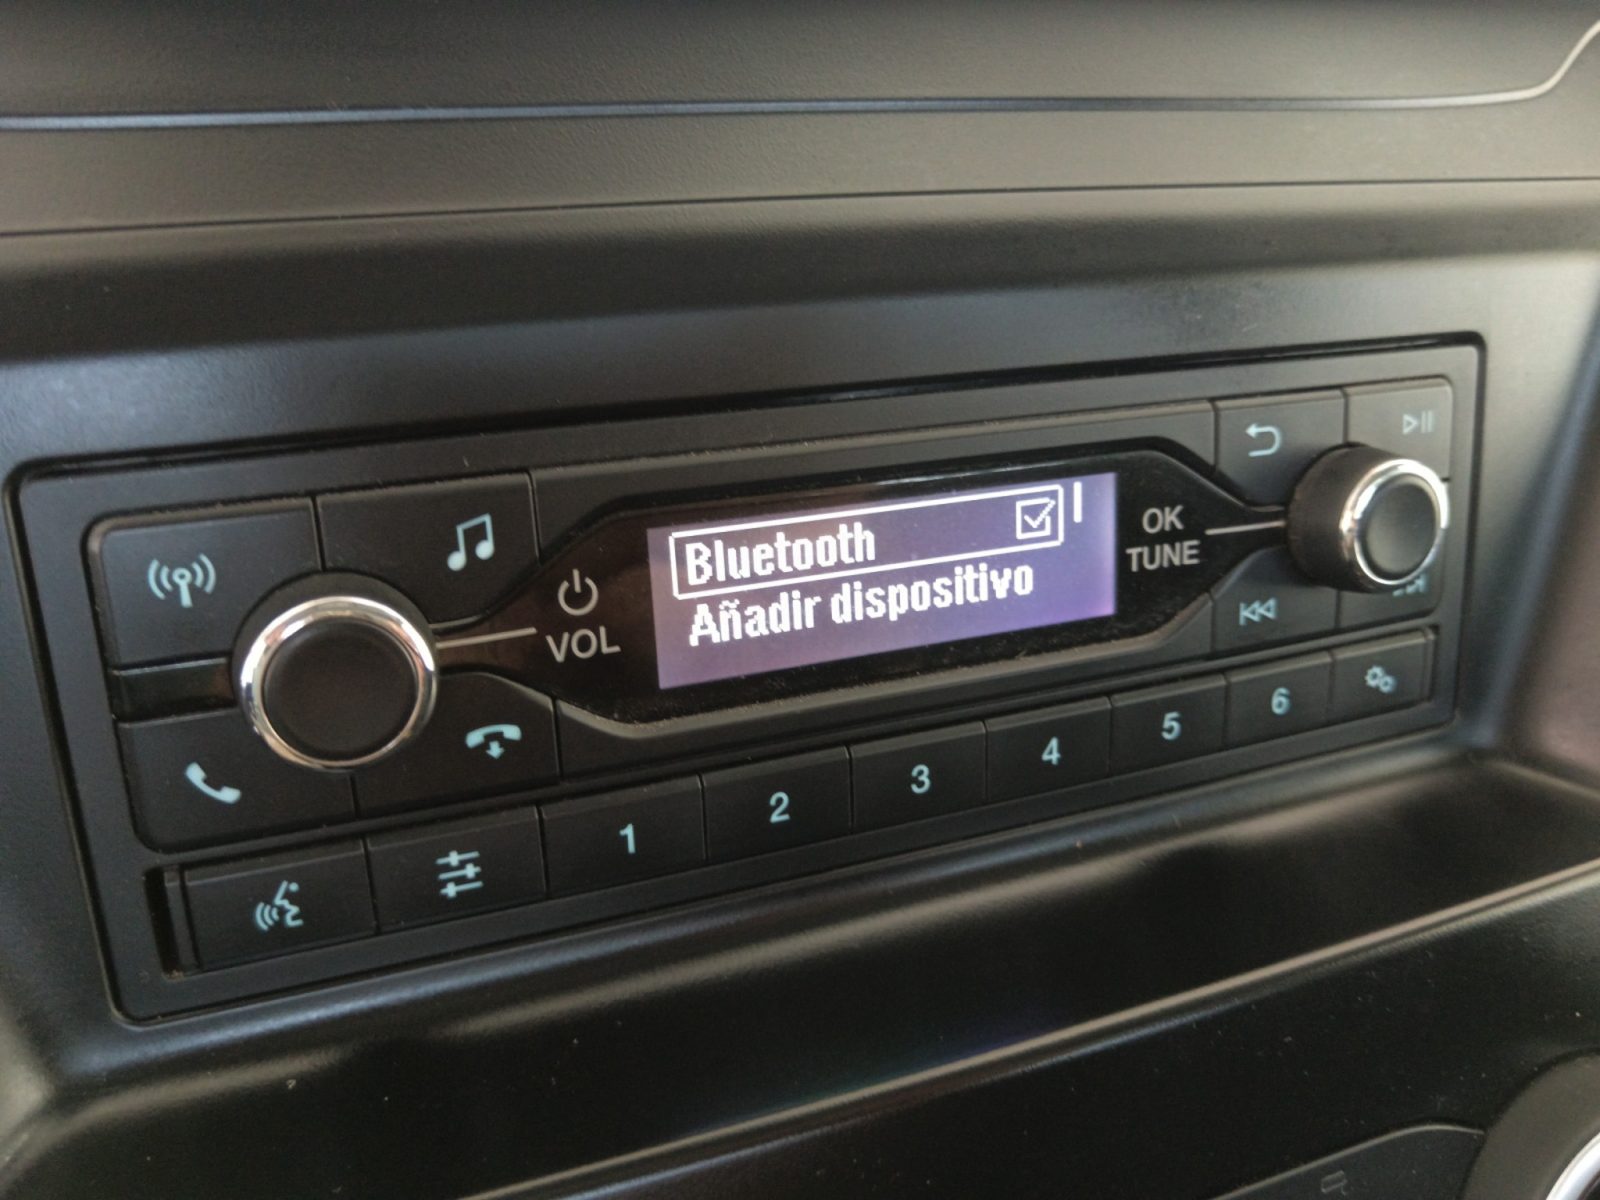 VOL
Bluetooth
Añadir dispositivo
OK
TUNE
1 2 3 4 5 6